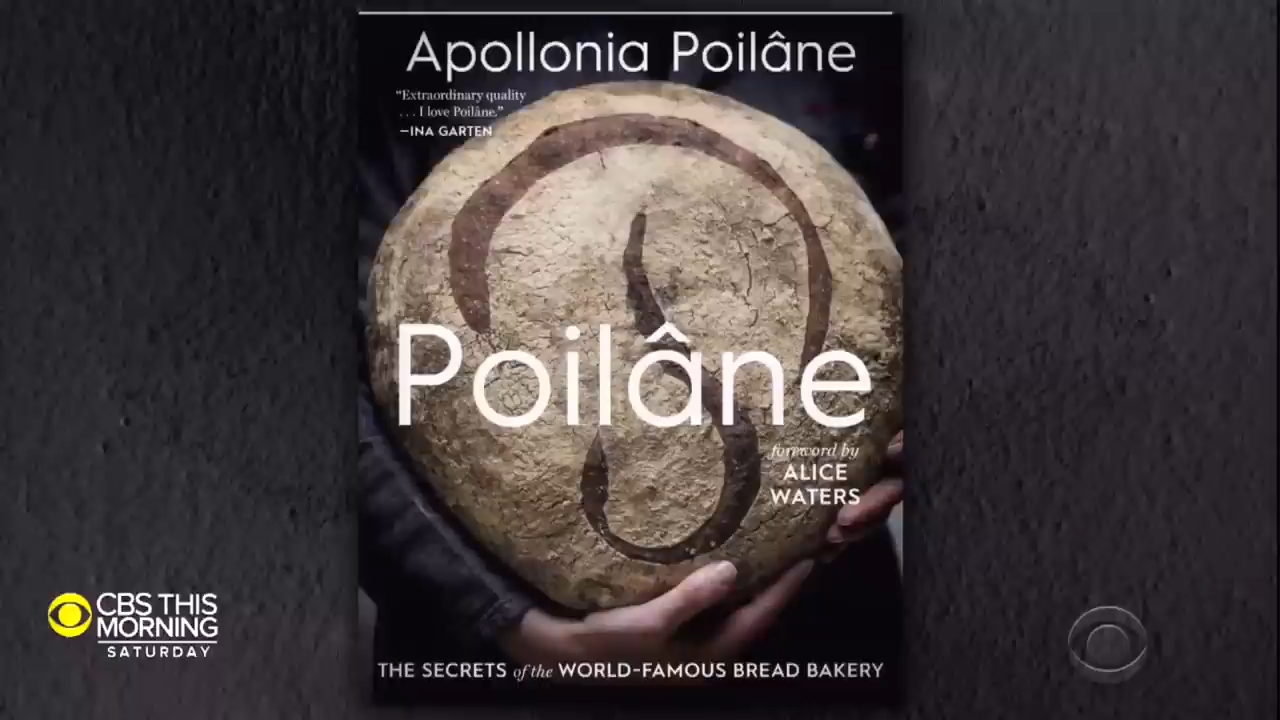 Apollonia Poilâne
“Extraordinary quality
. . . I love Poilâne.”
—INA GARTEN
Poilâne
foreword by
ALICE
WATERS
THE SECRETS of the WORLD-FAMOUS BREAD BAKERY
CBS THIS
MORNING
SATURDAY